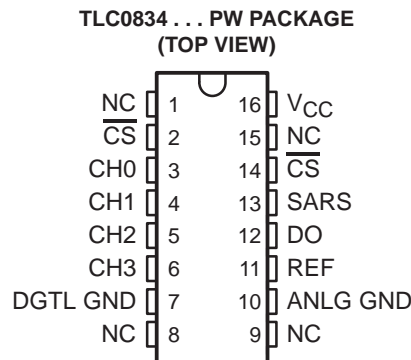 TLC0834 . . . PW PACKAGE
(TOP VIEW)
NC 1 16 VCC
CS 2 15 NC
CH0 3 14 CS
CH1 4 13 SARS
CH2 5 12 DO
CH3 6 11 REF
DGTL GND 7 10 ANLG GND
NC 8 9 NC